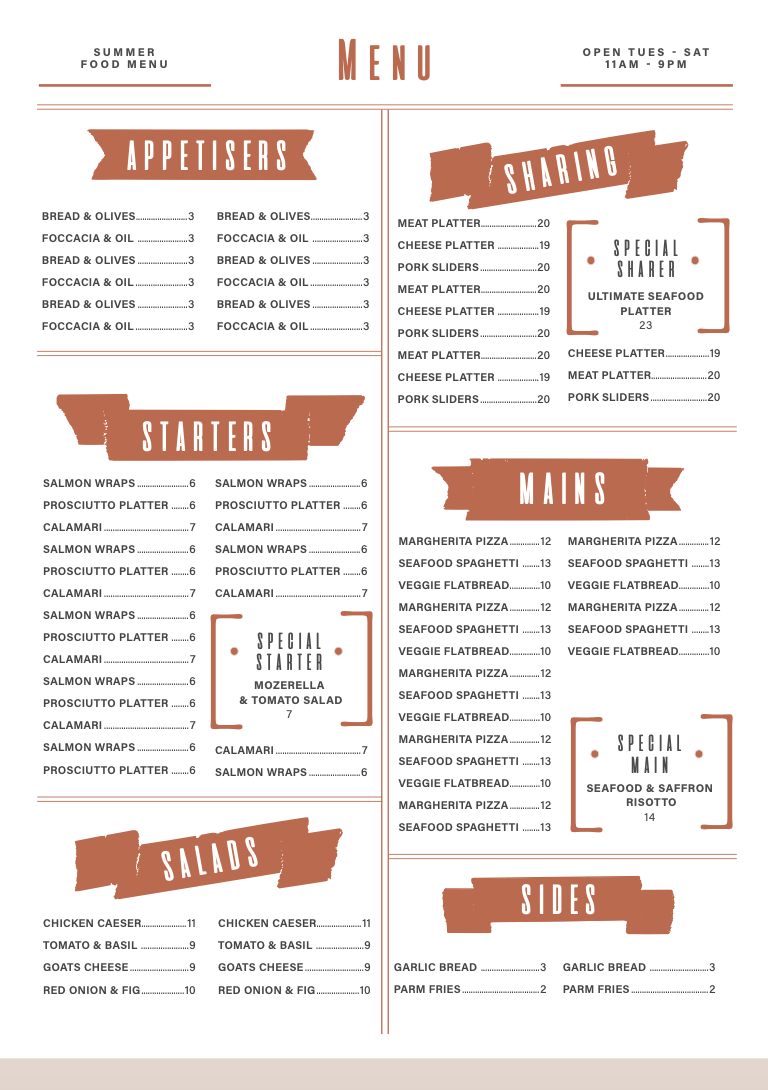 SUMMER
FOOD MENU
MENU
OPEN TUES - SAT
11AM - 9PM
APPETISERS
BREAD & OLIVES.......................3
FOCCACIA & OIL .......................3
BREAD & OLIVES.......................3
FOCCACIA & OIL .......................3
BREAD & OLIVES.......................3
FOCCACIA & OIL .......................3
BREAD & OLIVES.......................3
FOCCACIA & OIL .......................3
BREAD & OLIVES.......................3
FOCCACIA & OIL .......................3
BREAD & OLIVES.......................3
FOCCACIA & OIL .......................3
STARTERS
SALMON WRAPS .......................6
PROSCIUTTO PLATTER .......6
CALAMARI .......................7
SALMON WRAPS .......................6
PROSCIUTTO PLATTER .......6
CALAMARI .......................7
SALMON WRAPS .......................6
PROSCIUTTO PLATTER .......6
CALAMARI .......................7
SALMON WRAPS .......................6
PROSCIUTTO PLATTER .......6
CALAMARI .......................7
SALMON WRAPS .......................6
PROSCIUTTO PLATTER .......6
SALMON WRAPS .......................6
PROSCIUTTO PLATTER .......6
CALAMARI .......................7
SALMON WRAPS .......................6
PROSCIUTTO PLATTER .......6
CALAMARI .......................7
SPECIAL
STARTER
MOZERELLA
& TOMATO SALAD
7
CALAMARI .......................7
SALMON WRAPS .......................6
SALADS
CHICKEN CAESER...................11
TOMATO & BASIL ...................9
GOATS CHEESE ...................9
RED ONION & FIG...................10
CHICKEN CAESER...................11
TOMATO & BASIL ...................9
GOATS CHEESE ...................9
RED ONION & FIG...................10
SHARING
MEAT PLATTER.......................20
CHEESE PLATTER ..................19
PORK SLIDERS .......................20
MEAT PLATTER.......................20
CHEESE PLATTER ..................19
PORK SLIDERS .......................20
MEAT PLATTER.......................20
CHEESE PLATTER ..................19
PORK SLIDERS .......................20
SPECIAL
SHARER
ULTIMATE SEAFOOD
PLATTER
23
CHEESE PLATTER..................19
MEAT PLATTER.......................20
PORK SLIDERS .......................20
MAINS
MARGHERITA PIZZA.............12
SEAFOOD SPAGHETTI .......13
VEGGIE FLATBREAD.............10
MARGHERITA PIZZA.............12
SEAFOOD SPAGHETTI .......13
VEGGIE FLATBREAD.............10
MARGHERITA PIZZA.............12
SEAFOOD SPAGHETTI .......13
VEGGIE FLATBREAD.............10
MARGHERITA PIZZA.............12
SEAFOOD SPAGHETTI .......13
VEGGIE FLATBREAD.............10
MARGHERITA PIZZA.............12
SEAFOOD SPAGHETTI .......13
MARGHERITA PIZZA.............12
SEAFOOD SPAGHETTI .......13
VEGGIE FLATBREAD.............10
MARGHERITA PIZZA.............12
SEAFOOD SPAGHETTI .......13
VEGGIE FLATBREAD.............10
SPECIAL
MAIN
SEAFOOD & SAFFRON
RISOTTO
14
SIDES
GARLIC BREAD .......................3
PARM FRIES .......................2
GARLIC BREAD .......................3
PARM FRIES .......................2